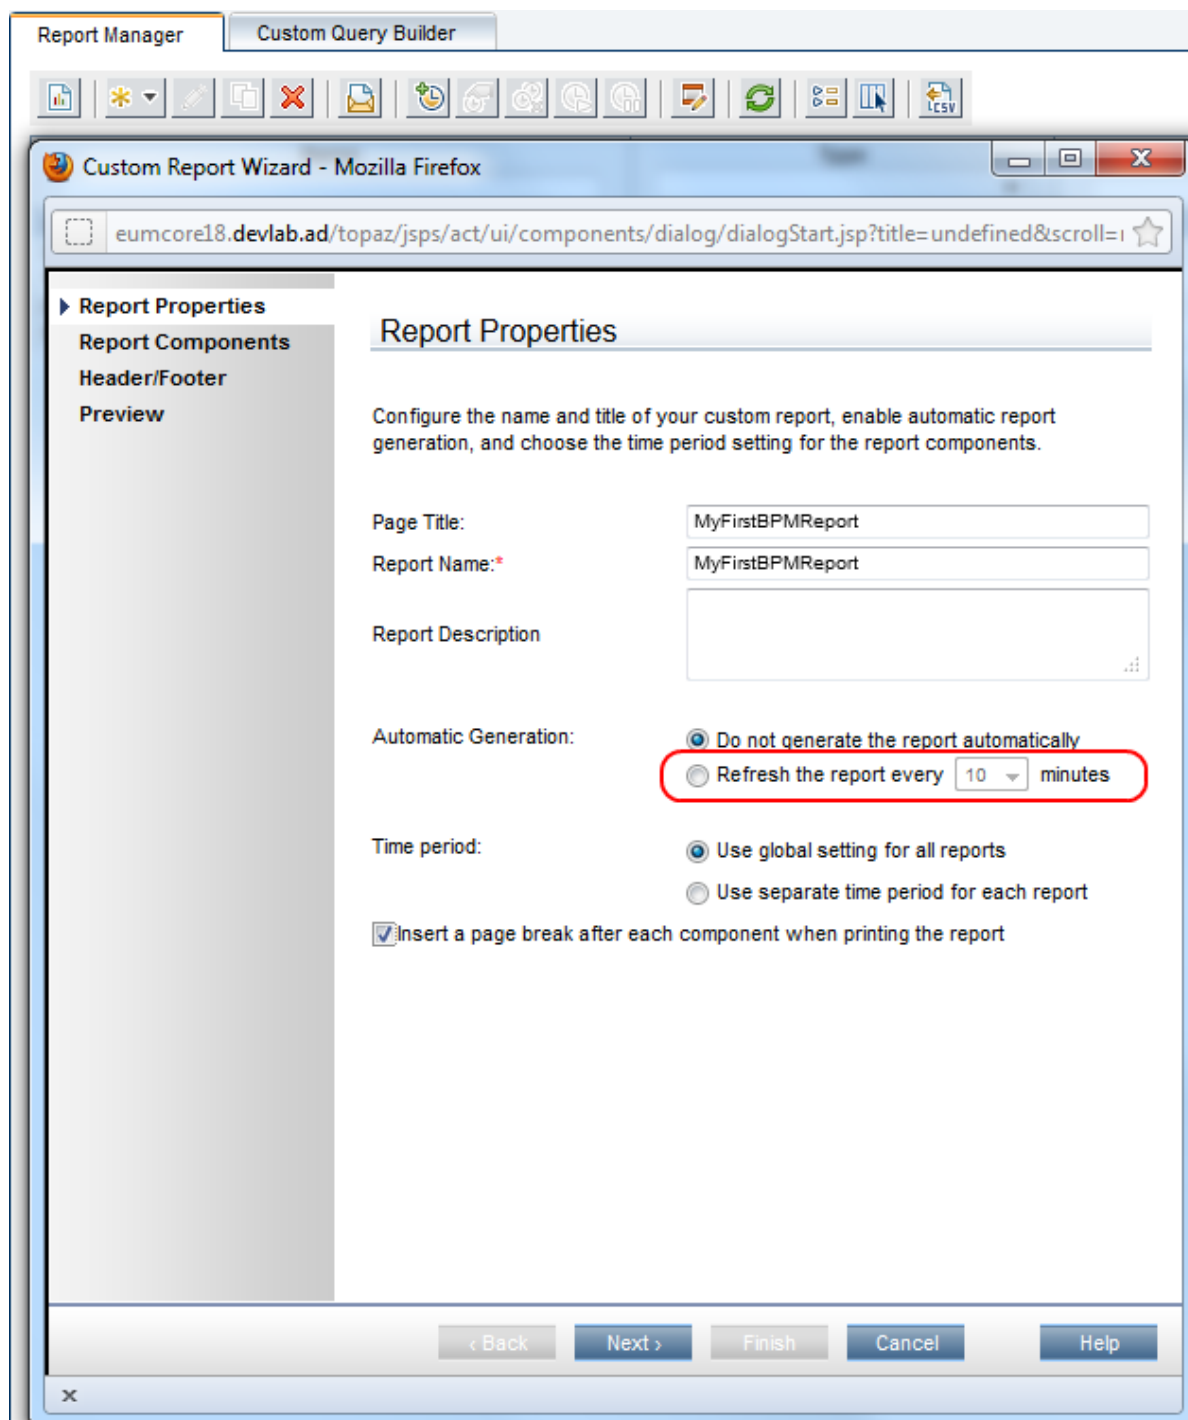 Report Manager
Custom Query Builder
CSV
Custom Report Wizard - Mozilla Firefox
eumcore18.devlab.ad/topaz/jsps/act/ui/components/dialog/dialogStart.jsp?title=undefined&scroll=
Report Properties
Report Components
Header/Footer
Preview
Report Properties
Configure the name and title of your custom report, enable automatic report
generation, and choose the time period setting for the report components.
Page Title: MyFirstBPMReport
Report Name:* MyFirstBPMReport
Report Description
Automatic Generation: Do not generate the report automatically
Refresh the report every 10 minutes
Time period: Use global setting for all reports
Use separate time period for each report
Insert a page break after each component when printing the report
‹ Back Next › Finish Cancel Help